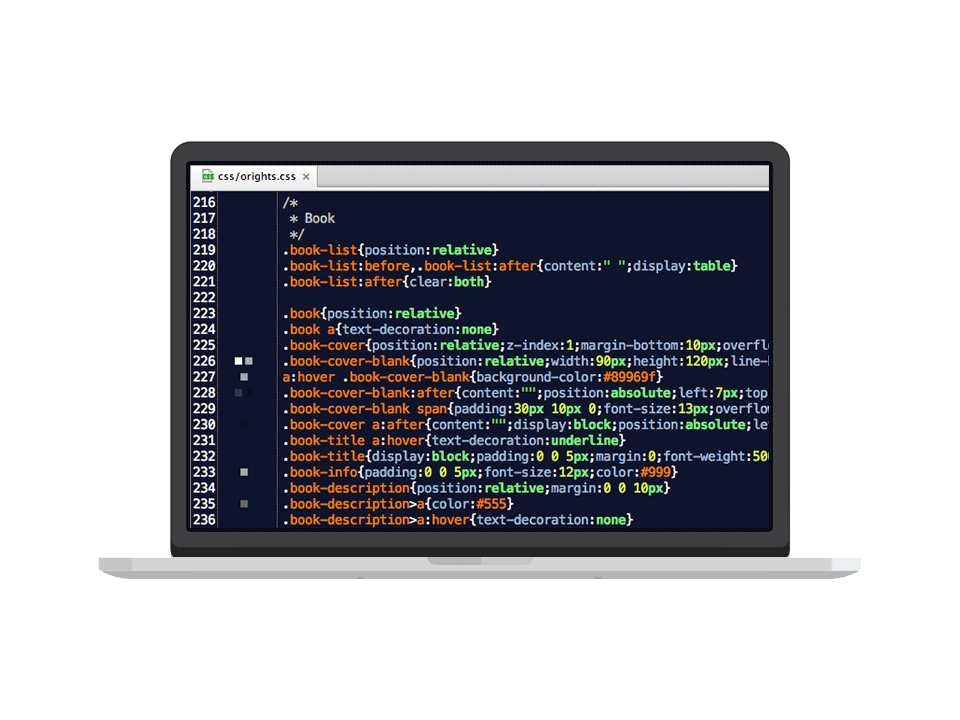 css/orights.css ×
216 /*
217  * Book
218  */
219 .book-list{position:relative}
220 .book-list:before,.book-list:after{content:" ";display:table}
221 .book-list:after{clear:both}
222
223 .book{position:relative}
224 .book a{text-decoration:none}
225 .book-cover{position:relative;z-index:1;margin-bottom:10px;overfl
226 .book-cover-blank{position:relative;width:90px;height:120px;line-
227 a:hover .book-cover-blank{background-color:#89969f}
228 .book-cover-blank:after{content:"";position:absolute;left:7px;top
229 .book-cover-blank span{padding:30px 10px 0;font-size:13px;overflo
230 .book-cover a:after{content:"";display:block;position:absolute;le
231 .book-title a:hover{text-decoration:underline}
232 .book-title{display:block;padding:0 0 5px;margin:0;font-weight:500
233 .book-info{padding:0 0 5px;font-size:12px;color:#999}
234 .book-description{position:relative;margin:0 0 10px}
235 .book-description>a{color:#555}
236 .book-description>a:hover{text-decoration:none}